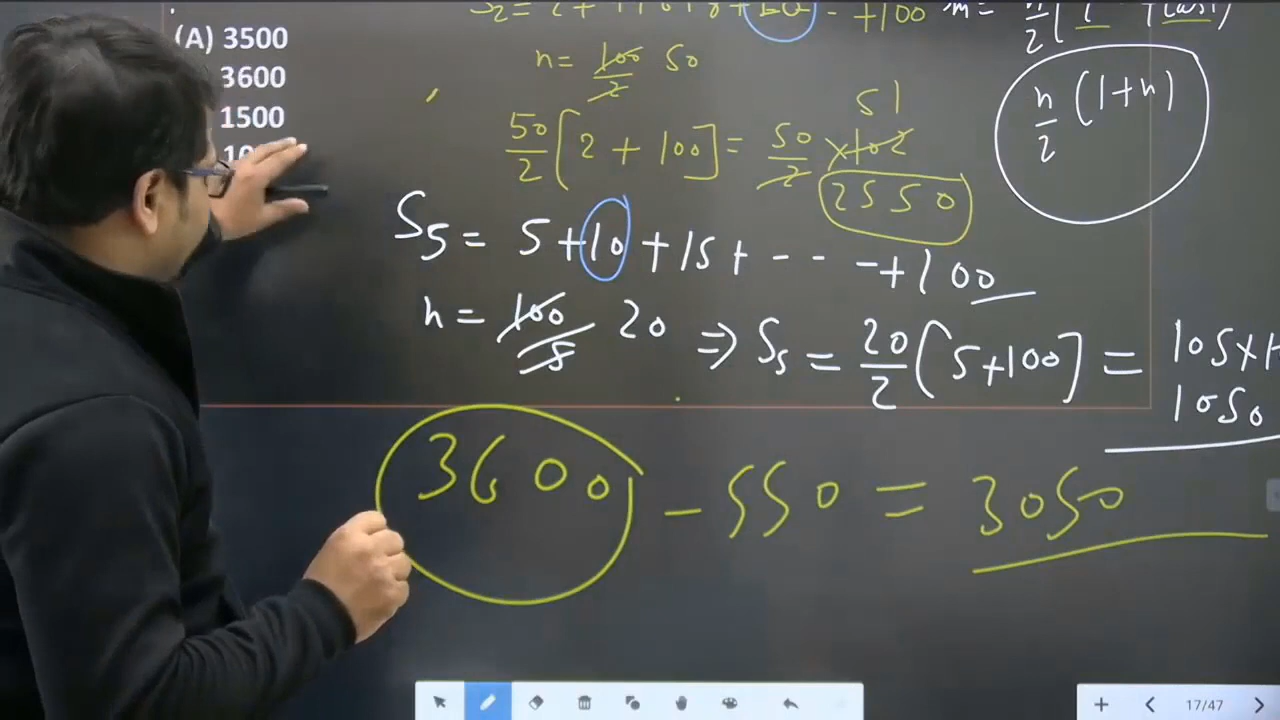 (A) 3500
3600
1500
n = 100/2 50
50/2 [2 + 100] = 50/2 × 102 51
2550
n/2 (1+n)
S5 = 5+10+15+ -- -+100
n = 100/5 20 ⇒ S5 = 20/2 (5+100] =
1050
3600 - 550 = 3050
17/47